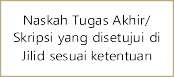 Naskah Tugas Akhir/
Skripsi yang disetujui di
Jilid sesuai ketentuan